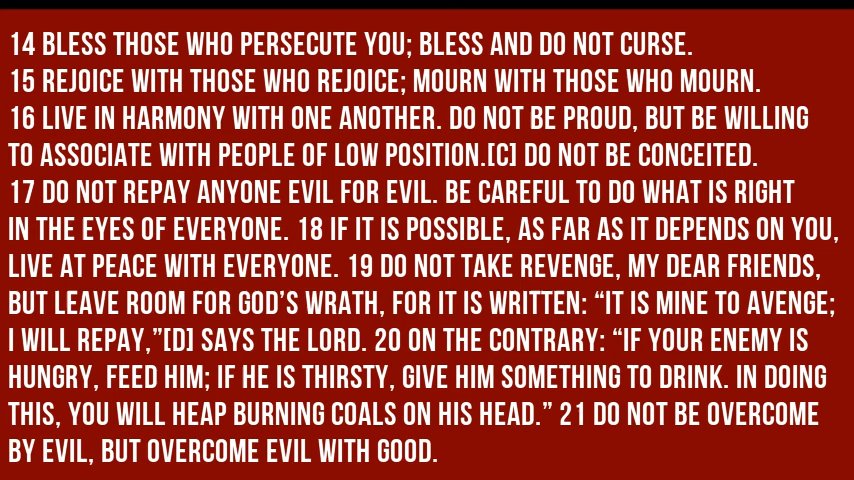 14 BLESS THOSE WHO PERSECUTE YOU; BLESS AND DO NOT CURSE.
15 REJOICE WITH THOSE WHO REJOICE; MOURN WITH THOSE WHO MOURN.
16 LIVE IN HARMONY WITH ONE ANOTHER. DO NOT BE PROUD, BUT BE WILLING
TO ASSOCIATE WITH PEOPLE OF LOW POSITION.[C] DO NOT BE CONCEITED.
17 DO NOT REPAY ANYONE EVIL FOR EVIL. BE CAREFUL TO DO WHAT IS RIGHT
IN THE EYES OF EVERYONE. 18 IF IT IS POSSIBLE, AS FAR AS IT DEPENDS ON YOU,
LIVE AT PEACE WITH EVERYONE. 19 DO NOT TAKE REVENGE, MY DEAR FRIENDS,
BUT LEAVE ROOM FOR GOD’S WRATH, FOR IT IS WRITTEN: “IT IS MINE TO AVENGE;
I WILL REPAY,”[D] SAYS THE LORD. 20 ON THE CONTRARY: “IF YOUR ENEMY IS
HUNGRY, FEED HIM; IF HE IS THIRSTY, GIVE HIM SOMETHING TO DRINK. IN DOING
THIS, YOU WILL HEAP BURNING COALS ON HIS HEAD.” 21 DO NOT BE OVERCOME
BY EVIL, BUT OVERCOME EVIL WITH GOOD.